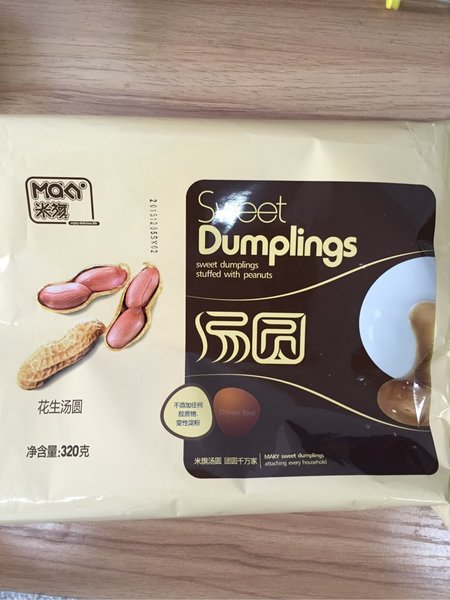 MAKY
米旗
20151205SY02
花生汤圆
净含量:320克
Sweet
Dumplings
sweet dumplings
stuffed with peanuts
汤圆
不添加任何
胶质物、
变性淀粉
Chinese food
米旗汤圆 团圆千万家
MAKY sweet dumplings
attaching every household